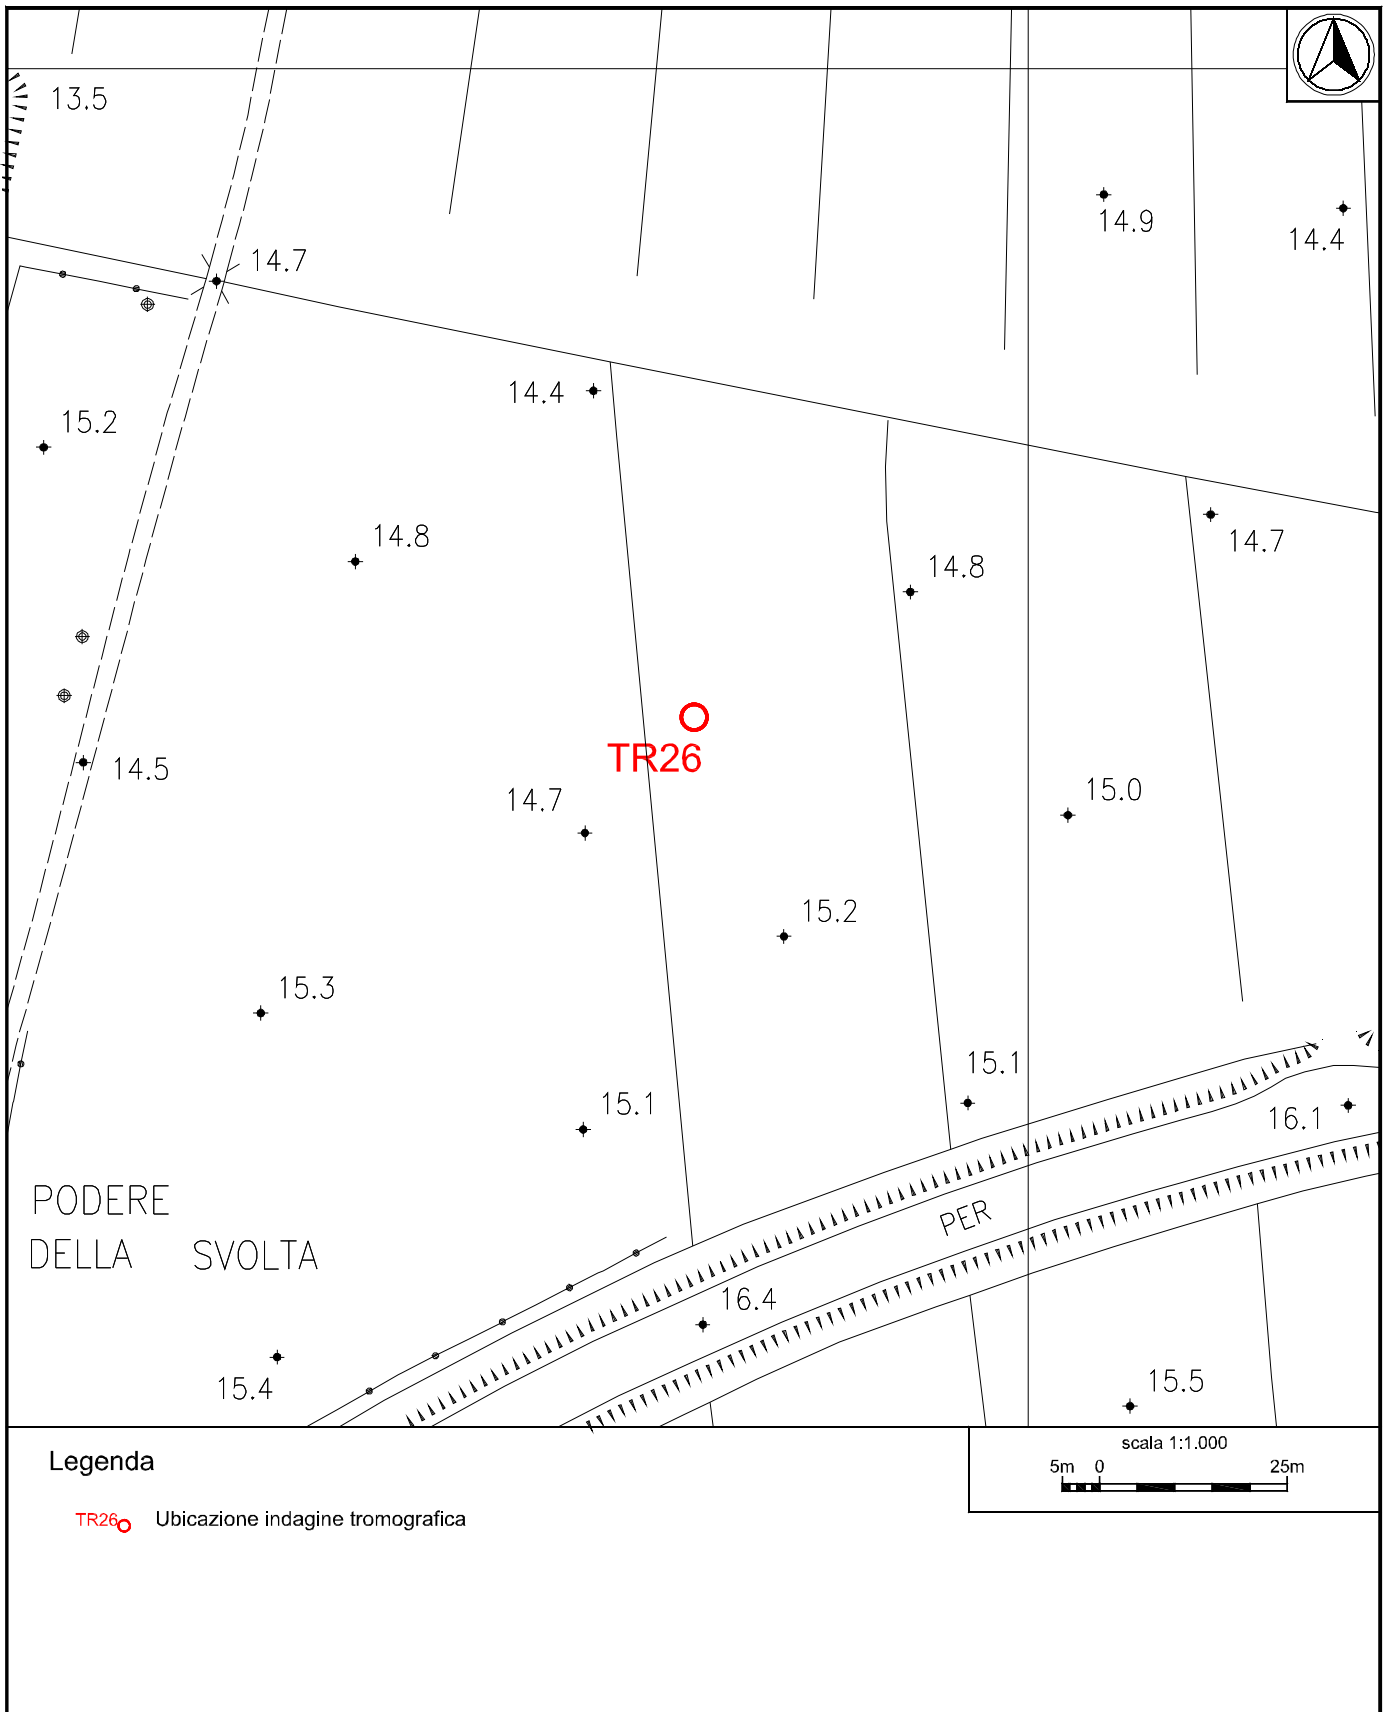 13.5
14.9
14.4
14.7
14.4
15.2
14.8
14.7
14.8
TR26
14.5
14.7
15.0
15.2
15.3
15.1
15.1
16.1
PODERE
DELLA SVOLTA
PER
16.4
15.4
15.5
Legenda
scala 1:1.000
5m 0 25m
TR26 Ubicazione indagine tromografica